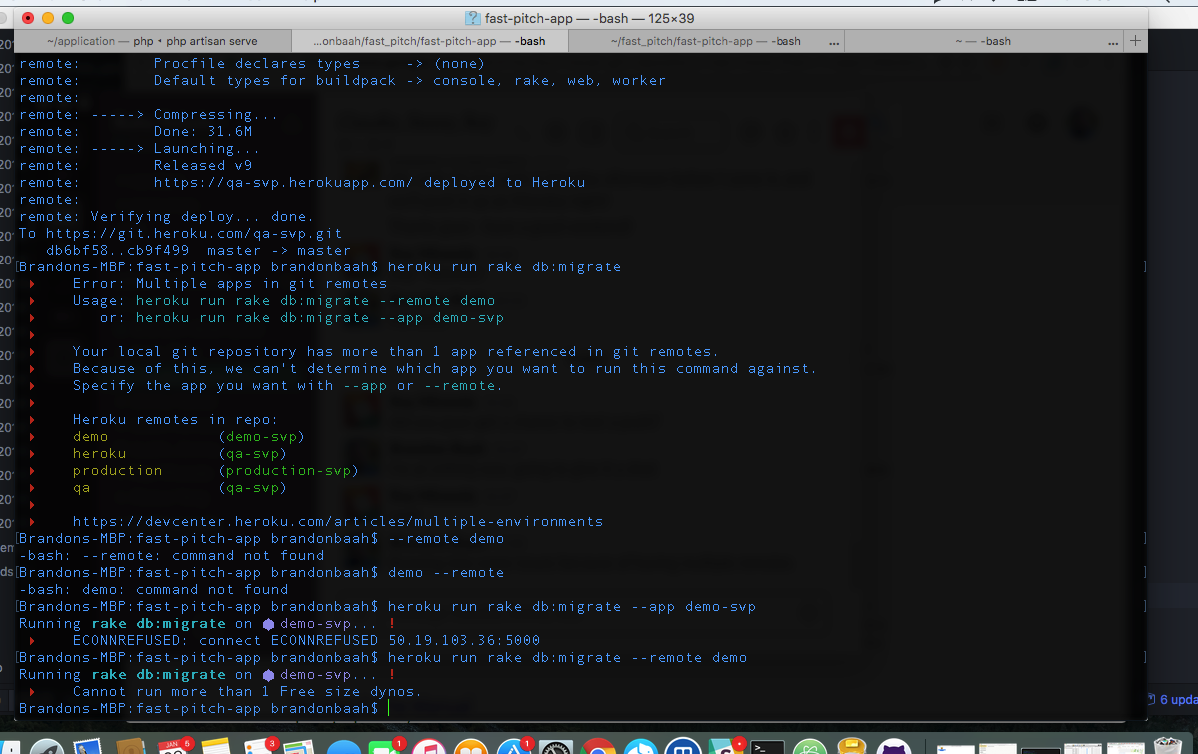 fast-pitch-app — -bash — 125×39
~/application — php • php artisan serve
...onbaah/fast_pitch/fast-pitch-app — -bash
~/fast_pitch/fast-pitch-app — -bash ...
~ — -bash ...
remote: Procfile declares types -> (none)
remote: Default types for buildpack -> console, rake, web, worker
remote:
remote: -----> Compressing...
remote: Done: 31.6M
remote: -----> Launching...
remote: Released v9
remote: https://qa-svp.herokuapp.com/ deployed to Heroku
remote:
remote: Verifying deploy... done.
To https://git.heroku.com/qa-svp.git
db6bf58..cb9f499 master -> master
[Brandons-MBP:fast-pitch-app brandonbaah$ heroku run rake db:migrate ]
Error: Multiple apps in git remotes
Usage: heroku run rake db:migrate --remote demo
or: heroku run rake db:migrate --app demo-svp
Your local git repository has more than 1 app referenced in git remotes.
Because of this, we can't determine which app you want to run this command against.
Specify the app you want with --app or --remote.
Heroku remotes in repo:
demo (demo-svp)
heroku (qa-svp)
production (production-svp)
qa (qa-svp)
https://devcenter.heroku.com/articles/multiple-environments
[Brandons-MBP:fast-pitch-app brandonbaah$ --remote demo ]
-bash: --remote: command not found
[Brandons-MBP:fast-pitch-app brandonbaah$ demo --remote ]
-bash: demo: command not found
[Brandons-MBP:fast-pitch-app brandonbaah$ heroku run rake db:migrate --app demo-svp ]
Running rake db:migrate on ⬢ demo-svp... !
ECONNREFUSED: connect ECONNREFUSED 50.19.103.36:5000
[Brandons-MBP:fast-pitch-app brandonbaah$ heroku run rake db:migrate --remote demo ]
Running rake db:migrate on ⬢ demo-svp... !
Cannot run more than 1 Free size dynos.
Brandons-MBP:fast-pitch-app brandonbaah$
6 upda
JAN 5
3
1
1